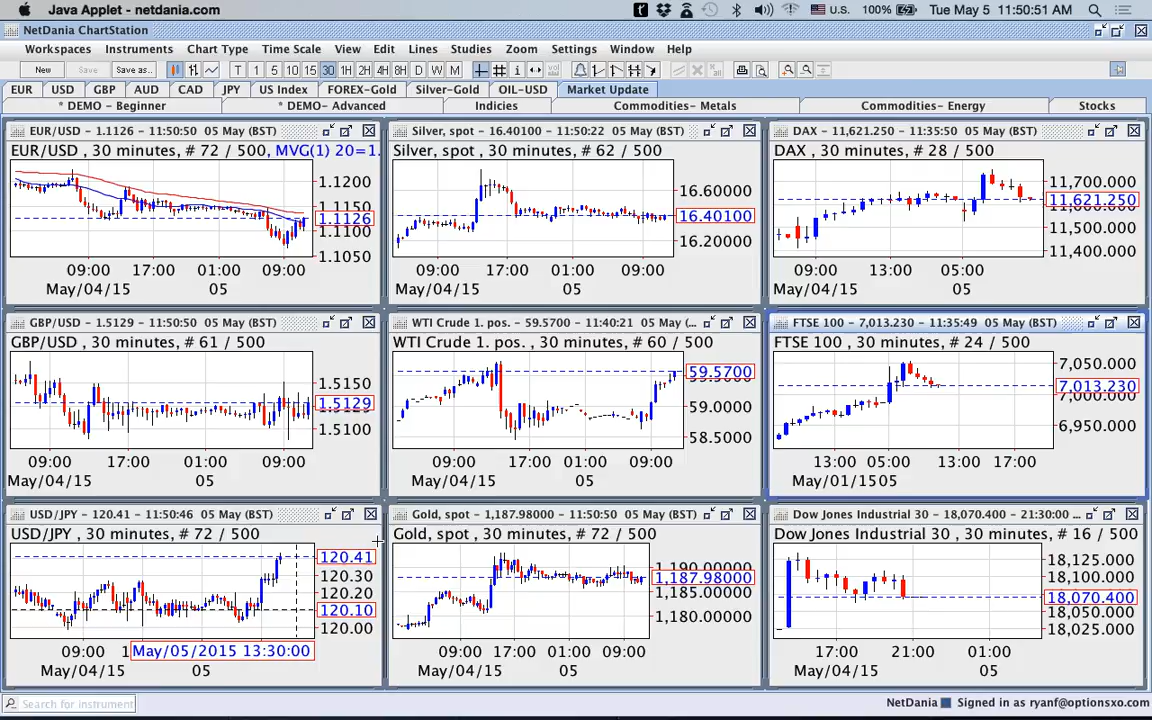 Java Applet - netdania.com
U.S. 100% Tue May 5 11:50:51 AM
NetDania ChartStation
Workspaces Instruments Chart Type Time Scale View Edit Lines Studies Zoom Settings Window Help
New Save Save as.. T 1 5 10 15 30 1H 2H 4H 8H D W M
EUR USD GBP AUD CAD JPY US Index FOREX-Gold Silver-Gold OIL-USD Market Update
* DEMO - Beginner * DEMO- Advanced Indicies Commodities- Metals Commodities- Energy Stocks
EUR/USD - 1.1126 - 11:50:50 05 May (BST)
EUR/USD, 30 minutes, # 72 / 500, MVG(1) 20=1.
1.1200
1.1126
1.1100
1.1050
09:00 17:00 01:00 09:00
May/04/15 05
Silver, spot - 16.40100 - 11:50:22 05 May (BST)
Silver, spot , 30 minutes, # 62 / 500
16.60000
16.40100
16.20000
09:00 17:00 01:00 09:00
May/04/15 05
DAX - 11,621.250 - 11:35:50 05 May (BST)
DAX , 30 minutes, # 28 / 500
11,700.000
11,621.250
11,500.000
11,400.000
09:00 13:00 05:00
May/04/15 05
GBP/USD - 1.5129 - 11:50:50 05 May (BST)
GBP/USD, 30 minutes, # 61 / 500
1.5150
1.5129
1.5100
09:00 17:00 01:00 09:00
May/04/15 05
WTI Crude 1. pos. - 59.5700 - 11:40:21 05 May (...
WTI Crude 1. pos. , 30 minutes, # 60 / 500
59.5700
59.0000
58.5000
09:00 17:00 01:00 09:00
May/04/15 05
FTSE 100 - 7,013.230 - 11:35:49 05 May (BST)
FTSE 100 , 30 minutes, # 24 / 500
7,050.000
7,013.230
7,000.000
6,950.000
13:00 05:00 13:00 17:00
May/01/15 05
USD/JPY - 120.41 - 11:50:46 05 May (BST)
USD/JPY , 30 minutes, # 72 / 500
120.41
120.30
120.20
120.10
120.00
09:00 1 May/05/2015 13:30:00
May/04/15 05
Gold, spot - 1,187.98000 - 11:50:50 05 May (BST)
Gold, spot , 30 minutes, # 72 / 500
1,190.00000
1,187.98000
1,180.00000
09:00 17:00 01:00 09:00
May/04/15 05
Dow Jones Industrial 30 - 18,070.400 - 21:30:00 ...
Dow Jones Industrial 30 , 30 minutes, # 16 / 500
18,125.000
18,100.000
18,070.400
18,050.000
18,025.000
17:00 21:00 01:00
May/04/15 05
Search for instrument
NetDania Signed in as ryanf@optionsxo.com